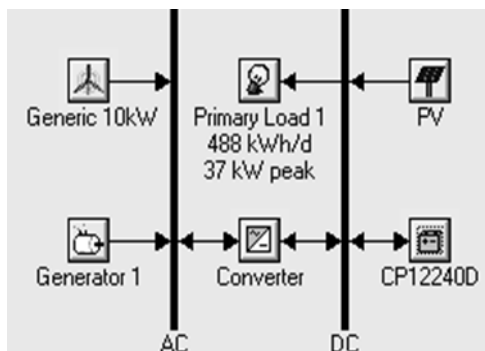 Generic 10kW
Primary Load 1
488 kWh/d
37 kW peak
PV
Generator 1
Converter
CP12240D
AC
DC